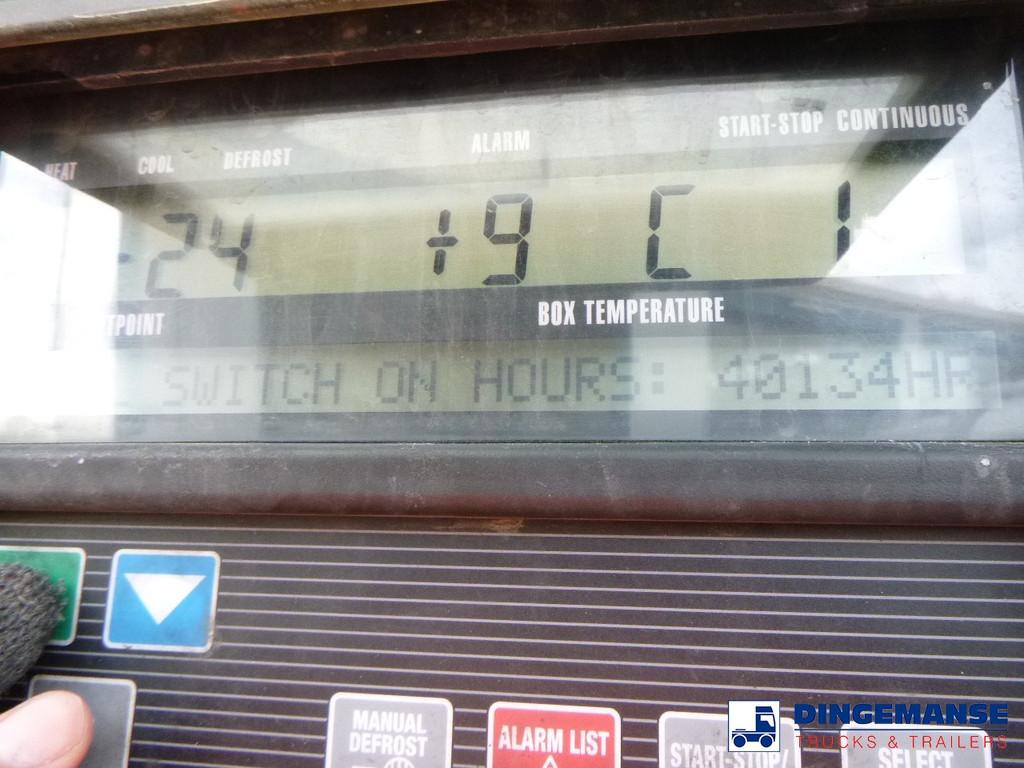 HEAT COOL DEFROST ALARM START-STOP CONTINUOUS
-24 +9 C 1
TPOINT BOX TEMPERATURE
SWITCH ON HOURS: 40134HR
MANUAL DEFROST
ALARM LIST
START-STOP/
SELECT
DINGEMANSE
TRUCKS & TRAILERS